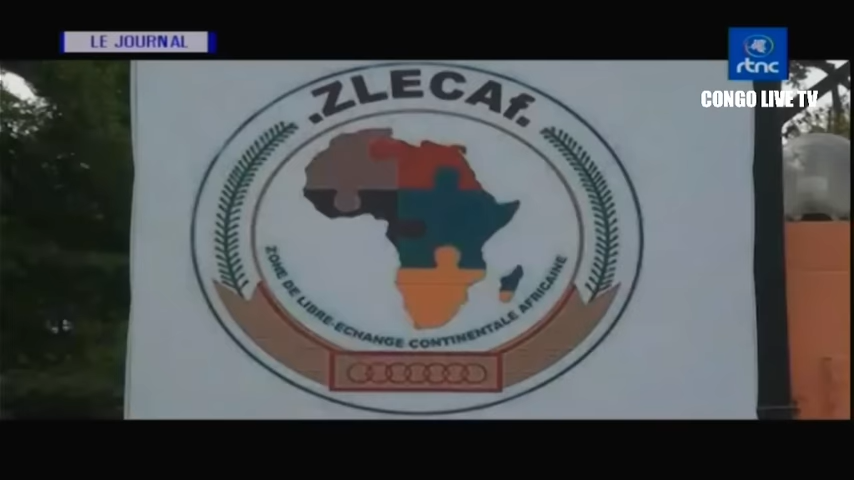 LE JOURNAL
rtnc
CONGO LIVE TV
.ZLECAf.
ZONE DE LIBRE-ECHANGE CONTINENTALE AFRICAINE